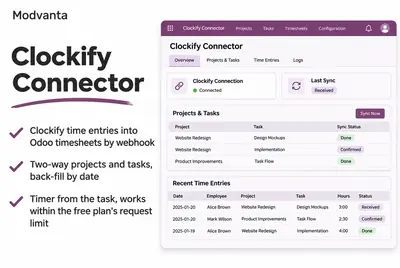 Modvanta
Clockify
Connector
Clockify time entries into
Odoo timesheets by webhook
Two-way projects and tasks,
back-fill by date
Timer from the task, works
within the free plan's request
limit
Clockify Connector Projects Tasks Timesheets Configuration
Clockify Connector
Overview Projects & Tasks Time Entries Logs
Clockify Connection
Connected
Last Sync
Received
Projects & Tasks
Sync Now
Project Task Sync Status
Website Redesign Design Mockups Done
Website Redesign Implementation Confirmed
Product Improvements Task Flow Done
Recent Time Entries
Date Employee Project Task Hours Status
2025-01-20 Alice Brown Website Redesign Design Mockups 3:00 Received
2025-01-20 Mark Wilson Product Improvements Task Flow 2:30 Confirmed
2025-01-19 Alice Brown Website Redesign Implementation 4:00 Done